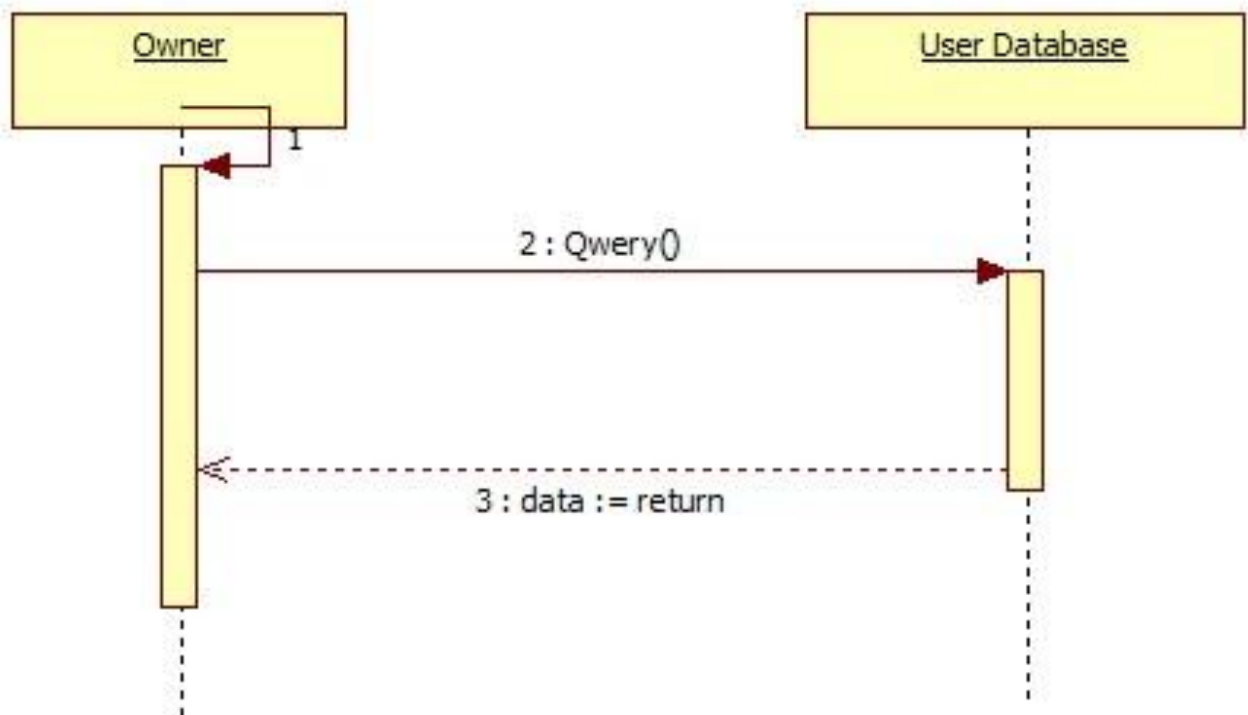 Owner
User Database
1
2 : Qwery()
3 : data := return